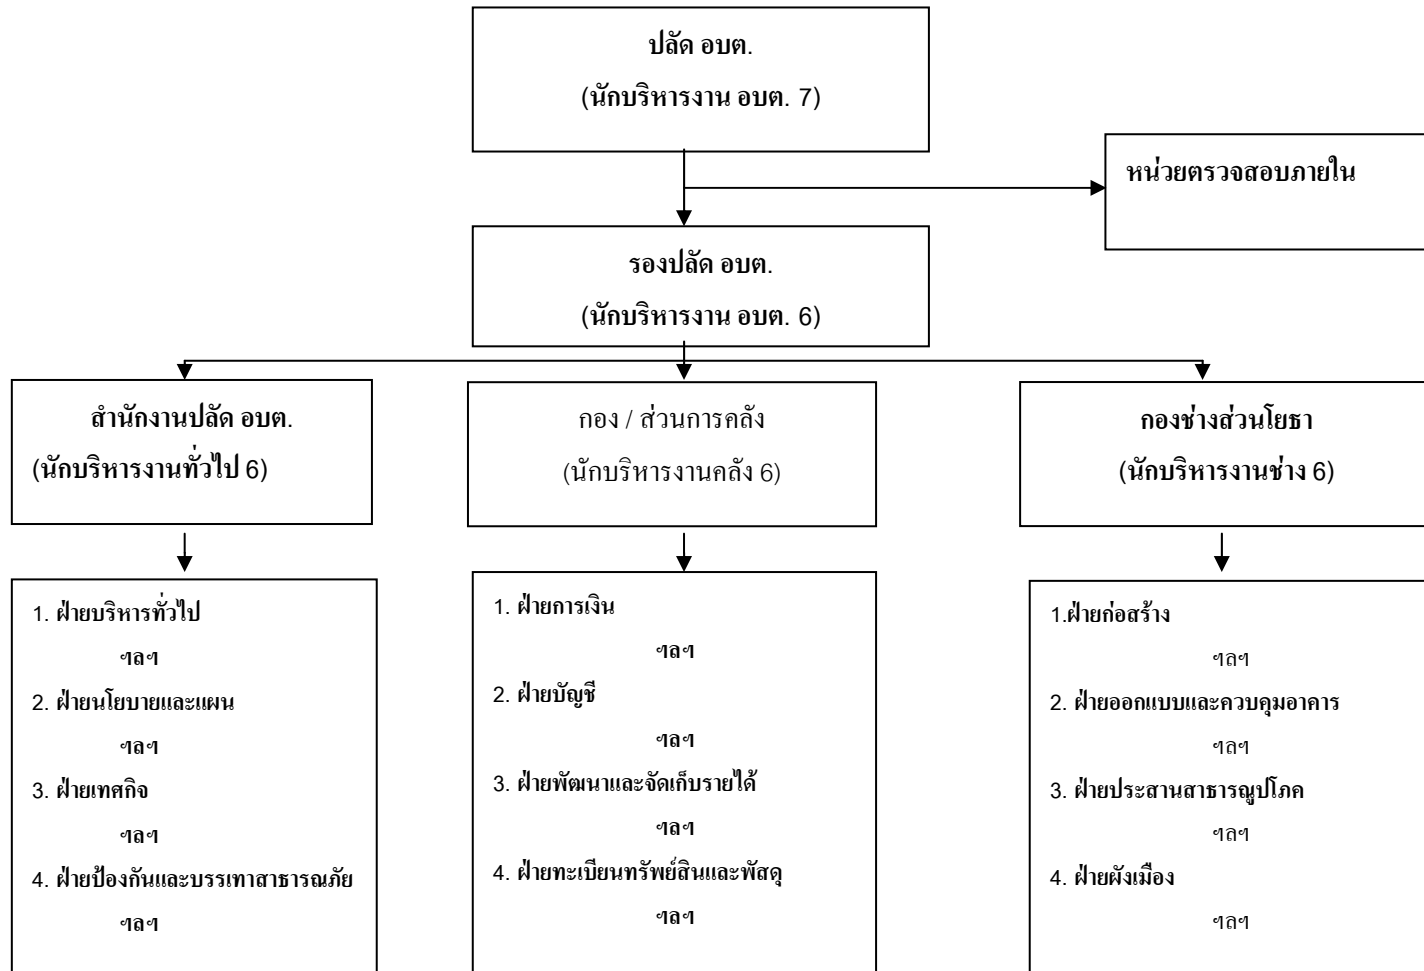 ปลัด อบต.
(นักบริหารงาน อบต. 7)
หน่วยตรวจสอบภายใน
รองปลัด อบต.
(นักบริหารงาน อบต. 6)
สำนักงานปลัด อบต.
(นักบริหารงานทั่วไป 6)
กอง / ส่วนการคลัง
(นักบริหารงานคลัง 6)
กองช่างส่วนโยธา
(นักบริหารงานช่าง 6)
1. ฝ่ายบริหารทั่วไป
ฯลฯ
2. ฝ่ายนโยบายและแผน
ฯลฯ
3. ฝ่ายเทศกิจ
ฯลฯ
4. ฝ่ายป้องกันและบรรเทาสาธารณภัย
ฯลฯ
1. ฝ่ายการเงิน
ฯลฯ
2. ฝ่ายบัญชี
ฯลฯ
3. ฝ่ายพัฒนาและจัดเก็บรายได้
ฯลฯ
4. ฝ่ายทะเบียนทรัพย์สินและพัสดุ
ฯลฯ
1.ฝ่ายก่อสร้าง
ฯลฯ
2. ฝ่ายออกแบบและควบคุมอาคาร
ฯลฯ
3. ฝ่ายประสานสาธารณูปโภค
ฯลฯ
4. ฝ่ายผังเมือง
ฯลฯ